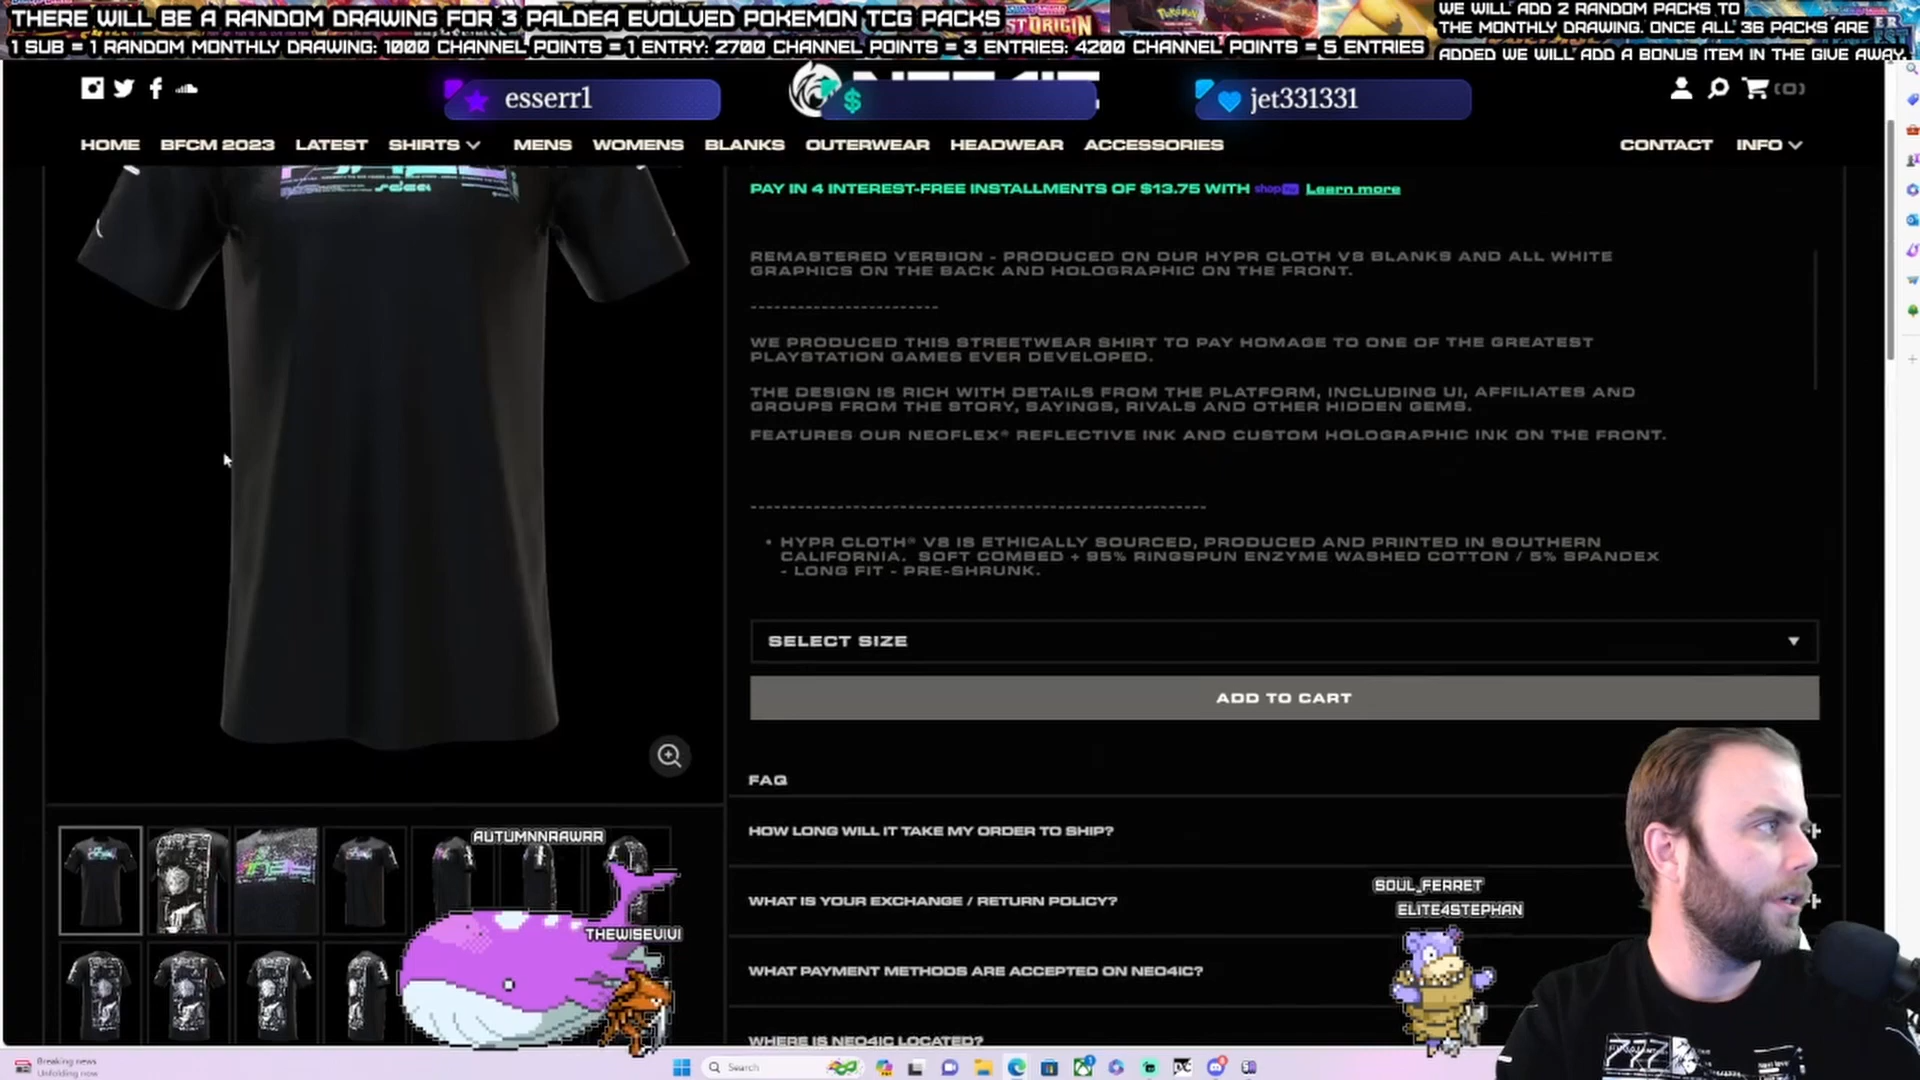 THERE WILL BE A RANDOM DRAWING FOR 3 PALDEA EVOLVED POKEMON TCG PACKS
1 SUB = 1 RANDOM MONTHLY DRAWING: 1000 CHANNEL POINTS = 1 ENTRY: 2700 CHANNEL POINTS = 3 ENTRIES: 4200 CHANNEL POINTS = 5 ENTRIES
WE WILL ADD 2 RANDOM PACKS TO
THE MONTHLY DRAWING. ONCE ALL 36 PACKS ARE
ADDED WE WILL ADD A BONUS ITEM IN THE GIVE AWAY.
esserr1
$
jet331331
(0)
HOME BFCM 2023 LATEST SHIRTS MENS WOMENS BLANKS OUTERWEAR HEADWEAR ACCESSORIES CONTACT INFO
PAY IN 4 INTEREST-FREE INSTALLMENTS OF $13.75 WITH shop Learn more
REMASTERED VERSION - PRODUCED ON OUR HYPR CLOTH V8 BLANKS AND ALL WHITE
GRAPHICS ON THE BACK AND HOLOGRAPHIC ON THE FRONT.
------------------------
WE PRODUCED THIS STREETWEAR SHIRT TO PAY HOMAGE TO ONE OF THE GREATEST
PLAYSTATION GAMES EVER DEVELOPED.
THE DESIGN IS RICH WITH DETAILS FROM THE PLATFORM, INCLUDING UI, AFFILIATES AND
GROUPS FROM THE STORY, SAYINGS, RIVALS AND OTHER HIDDEN GEMS.
FEATURES OUR NEOFLEX® REFLECTIVE INK AND CUSTOM HOLOGRAPHIC INK ON THE FRONT.
----------------------------------------------------------
• HYPR CLOTH® V8 IS ETHICALLY SOURCED, PRODUCED AND PRINTED IN SOUTHERN
CALIFORNIA. SOFT COMBED + 95% RINGSPUN ENZYME WASHED COTTON / 5% SPANDEX
- LONG FIT - PRE-SHRUNK.
SELECT SIZE
ADD TO CART
FAQ
HOW LONG WILL IT TAKE MY ORDER TO SHIP?
WHAT IS YOUR EXCHANGE / RETURN POLICY?
WHAT PAYMENT METHODS ARE ACCEPTED ON NEO4IC?
WHERE IS NEO4IC LOCATED?
AUTUMNNRAWRR
THEWISEVIVI
SOUL_FERRET
ELITE4STEPHAN
777
Breaking news
Unfolding now
Search